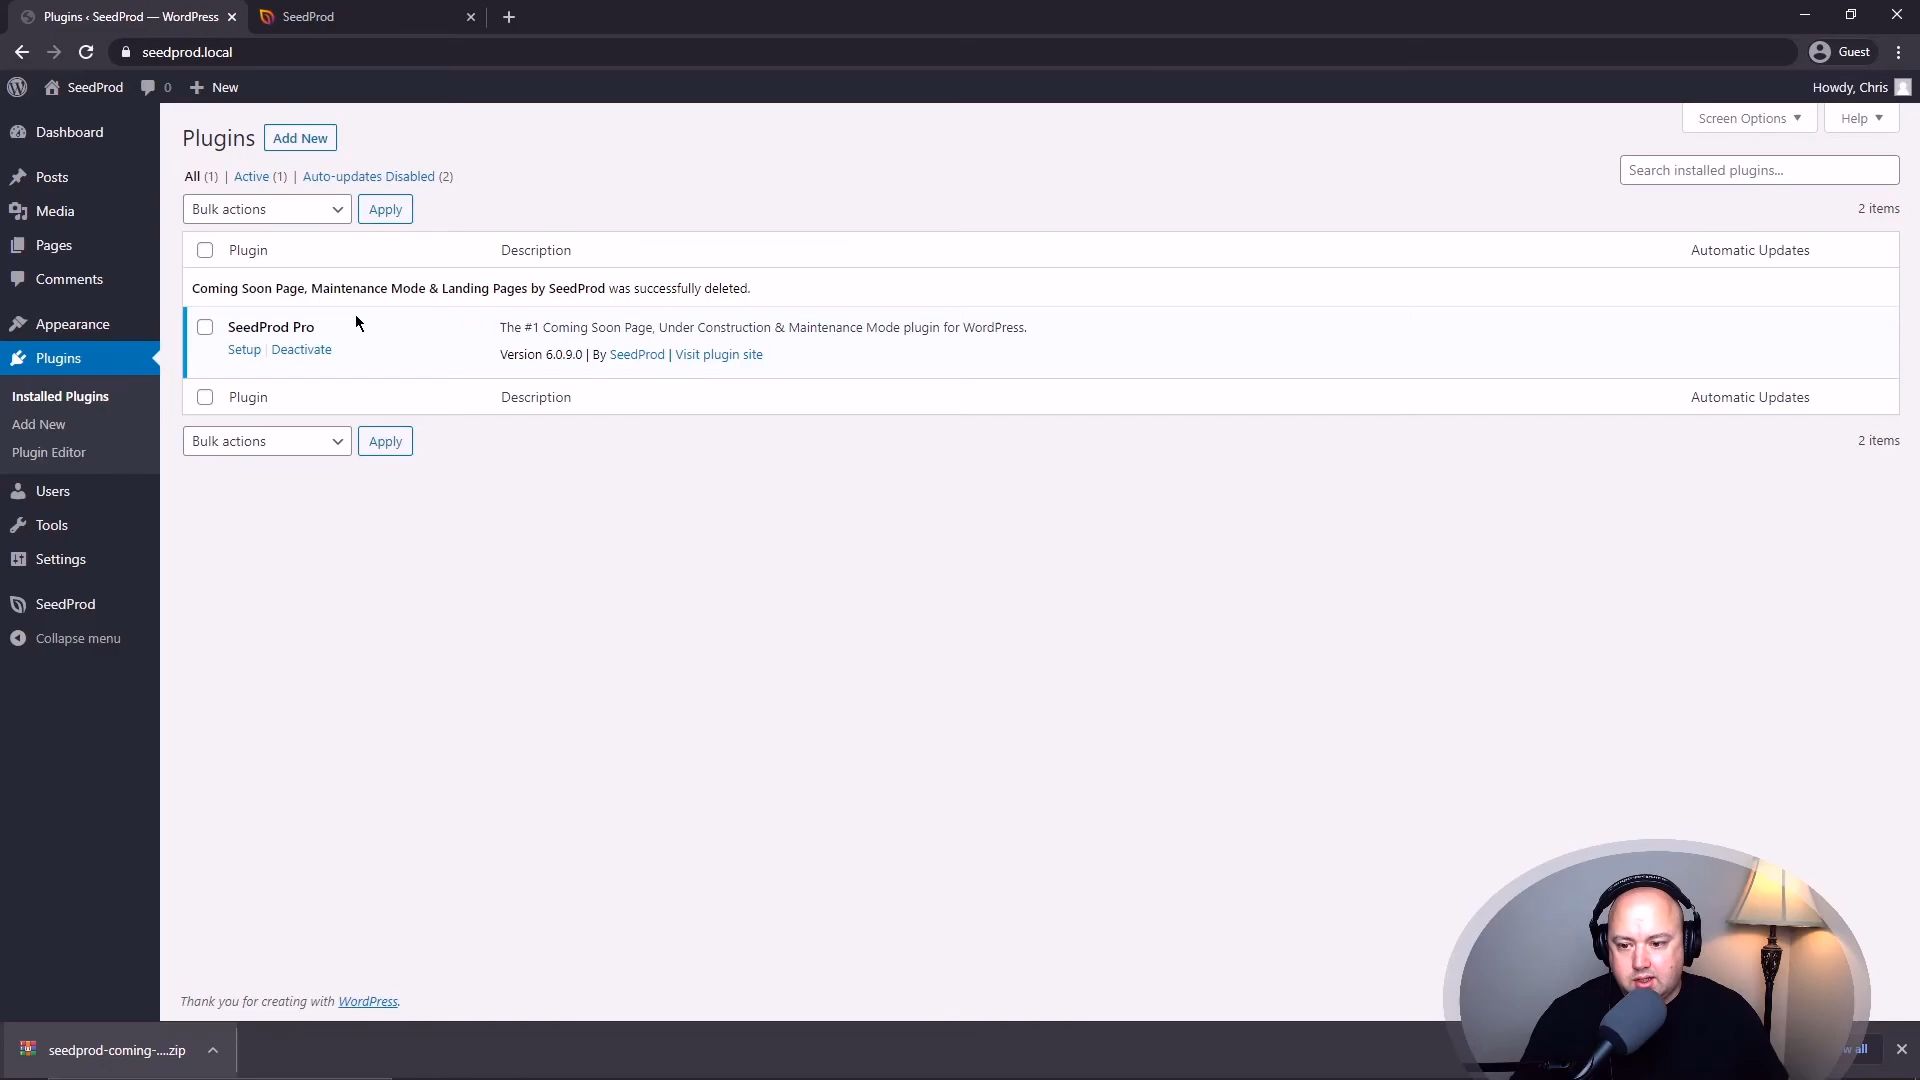 Plugins ‹ SeedProd — WordPress
SeedProd
seedprod.local
Guest
SeedProd
0
New
Howdy, Chris
Dashboard
Posts
Media
Pages
Comments
Appearance
Plugins
Installed Plugins
Add New
Plugin Editor
Users
Tools
Settings
SeedProd
Collapse menu
Screen Options
Help
Plugins
Add New
All (1) | Active (1) | Auto-updates Disabled (2)
Search installed plugins...
Bulk actions
Apply
2 items
Plugin
Description
Automatic Updates
Coming Soon Page, Maintenance Mode & Landing Pages by SeedProd was successfully deleted.
SeedProd Pro
Setup | Deactivate
The #1 Coming Soon Page, Under Construction & Maintenance Mode plugin for WordPress.
Version 6.0.9.0 | By SeedProd | Visit plugin site
Plugin
Description
Automatic Updates
Bulk actions
Apply
2 items
Thank you for creating with WordPress.
seedprod-coming-....zip
all